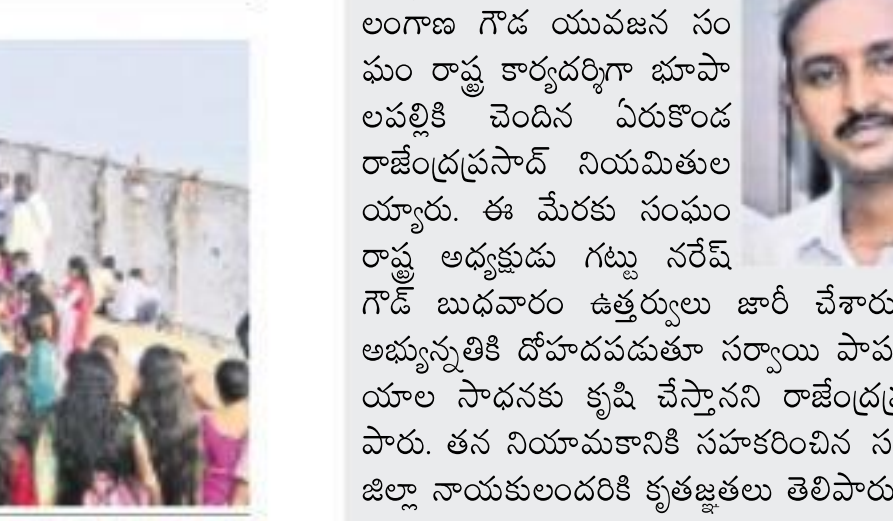 లంగాణ గౌడ యువజన సం
ఘం రాష్ట్ర కార్యదర్శిగా భూపా
లపల్లికి చెందిన ఏరుకొండ
రాజేంద్రప్రసాద్ నియమితుల
య్యారు. ఈ మేరకు సంఘం
రాష్ట్ర అధ్యక్షుడు గట్టు నరేష్
గౌడ్ బుధవారం ఉత్తర్వులు జారీ చేశారు
అభ్యున్నతికి దోహదపడుతూ సర్వాయి పాప
యాల సాధనకు కృషి చేస్తానని రాజేంద్రప్ర
పారు. తన నియామకానికి సహకరించిన స
జిల్లా నాయకులందరికి కృతజ్ఞతలు తెలిపారు